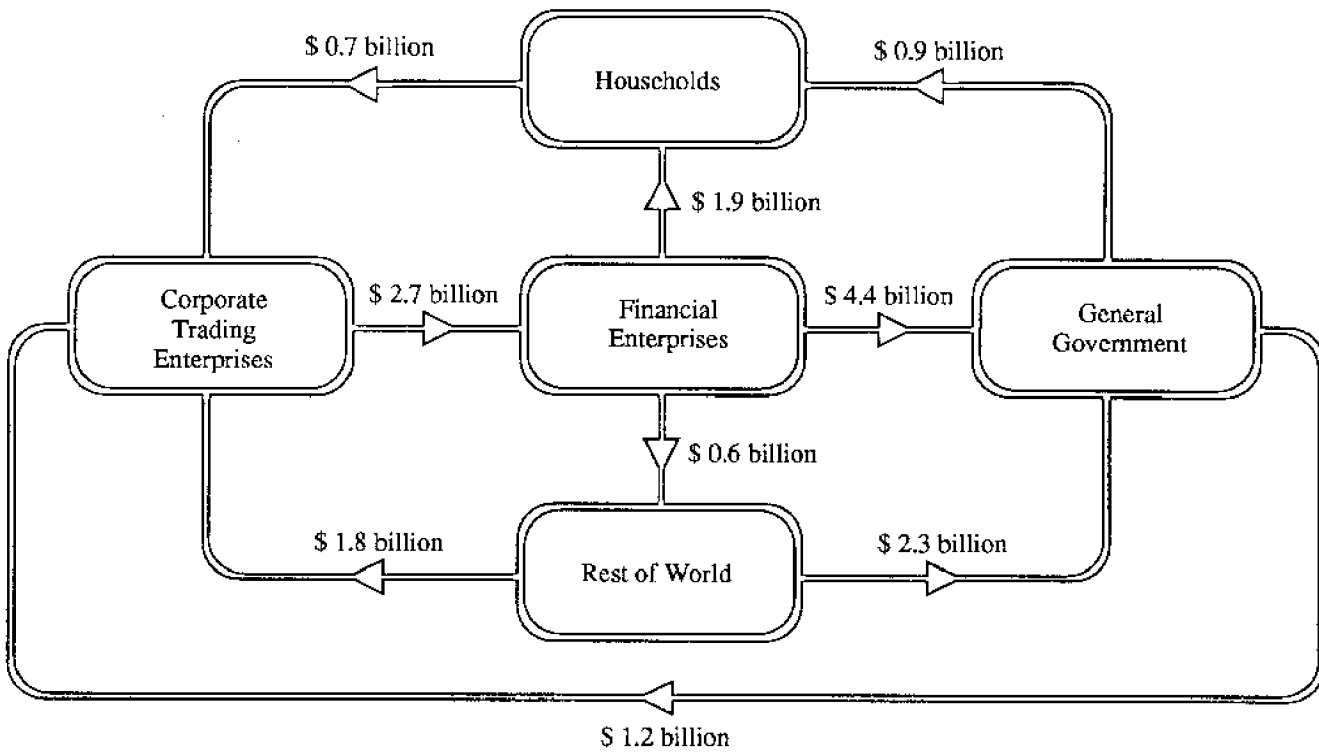 $ 0.7 billion
$ 0.9 billion
Households
$ 1.9 billion
Corporate
Trading
Enterprises
$ 2.7 billion
Financial
Enterprises
$ 4.4 billion
General
Government
$ 0.6 billion
$ 1.8 billion
$ 2.3 billion
Rest of World
$ 1.2 billion